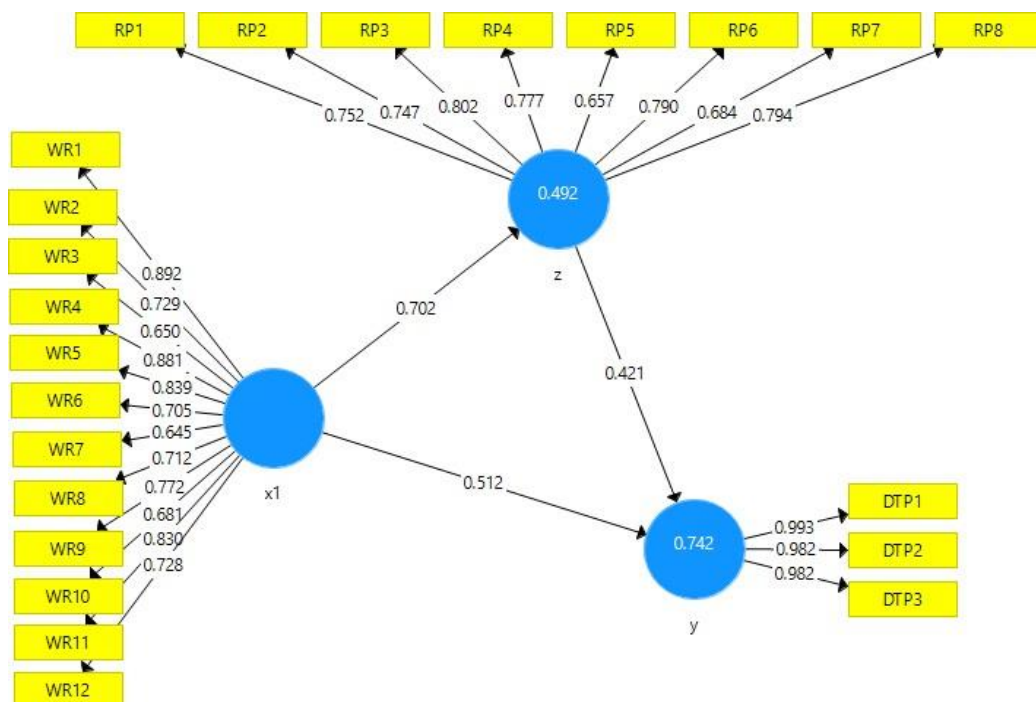 RP1 RP2 RP3 RP4 RP5 RP6 RP7 RP8
0.752 0.747 0.802 0.777 0.657 0.790 0.684 0.794
0.492
z
WR1
WR2
WR3
WR4
WR5
WR6
WR7
WR8
WR9
WR10
WR11
WR12
0.892
0.729
0.650
0.881
0.839
0.705
0.645
0.712
0.772
0.681
0.830
0.728
x1
0.702
0.421
0.512
0.742
y
0.993
0.982
0.982
DTP1
DTP2
DTP3